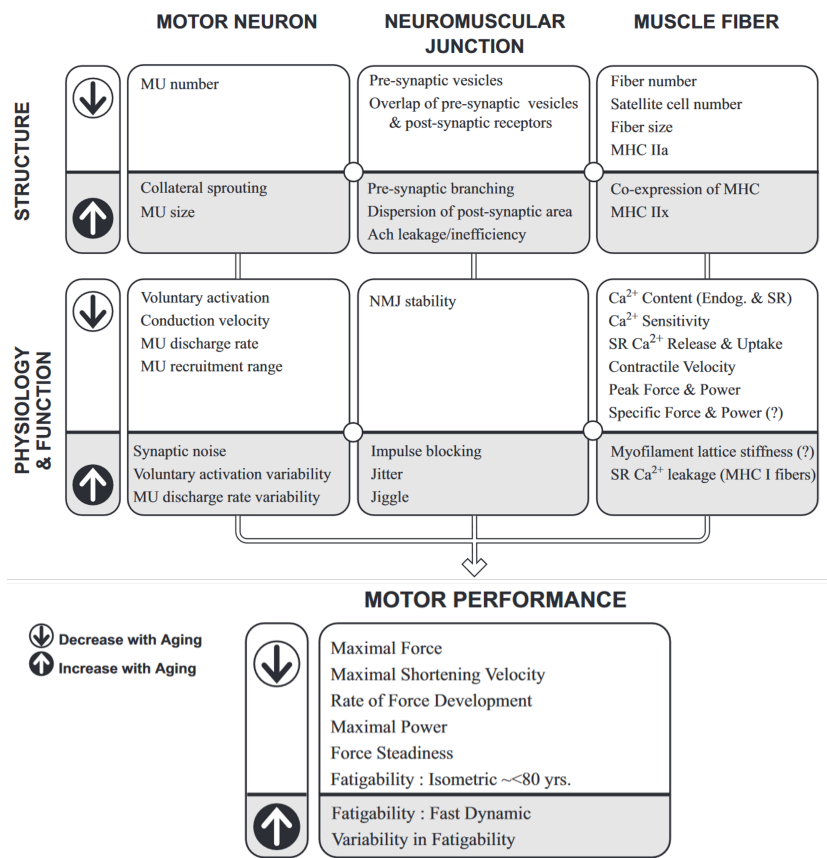 MOTOR NEURON
NEUROMUSCULAR
JUNCTION
MUSCLE FIBER
STRUCTURE
MU number
Pre-synaptic vesicles
Overlap of pre-synaptic vesicles
& post-synaptic receptors
Fiber number
Satellite cell number
Fiber size
MHC IIa
Collateral sprouting
MU size
Pre-synaptic branching
Dispersion of post-synaptic area
Ach leakage/inefficiency
Co-expression of MHC
MHC IIx
PHYSIOLOGY
& FUNCTION
Voluntary activation
Conduction velocity
MU discharge rate
MU recruitment range
NMJ stability
Ca²⁺ Content (Endog. & SR)
Ca²⁺ Sensitivity
SR Ca²⁺ Release & Uptake
Contractile Velocity
Peak Force & Power
Specific Force & Power (?)
Synaptic noise
Voluntary activation variability
MU discharge rate variability
Impulse blocking
Jitter
Jiggle
Myofilament lattice stiffness (?)
SR Ca²⁺ leakage (MHC I fibers)
MOTOR PERFORMANCE
Decrease with Aging
Increase with Aging
Maximal Force
Maximal Shortening Velocity
Rate of Force Development
Maximal Power
Force Steadiness
Fatigability : Isometric ~<80 yrs.
Fatigability : Fast Dynamic
Variability in Fatigability